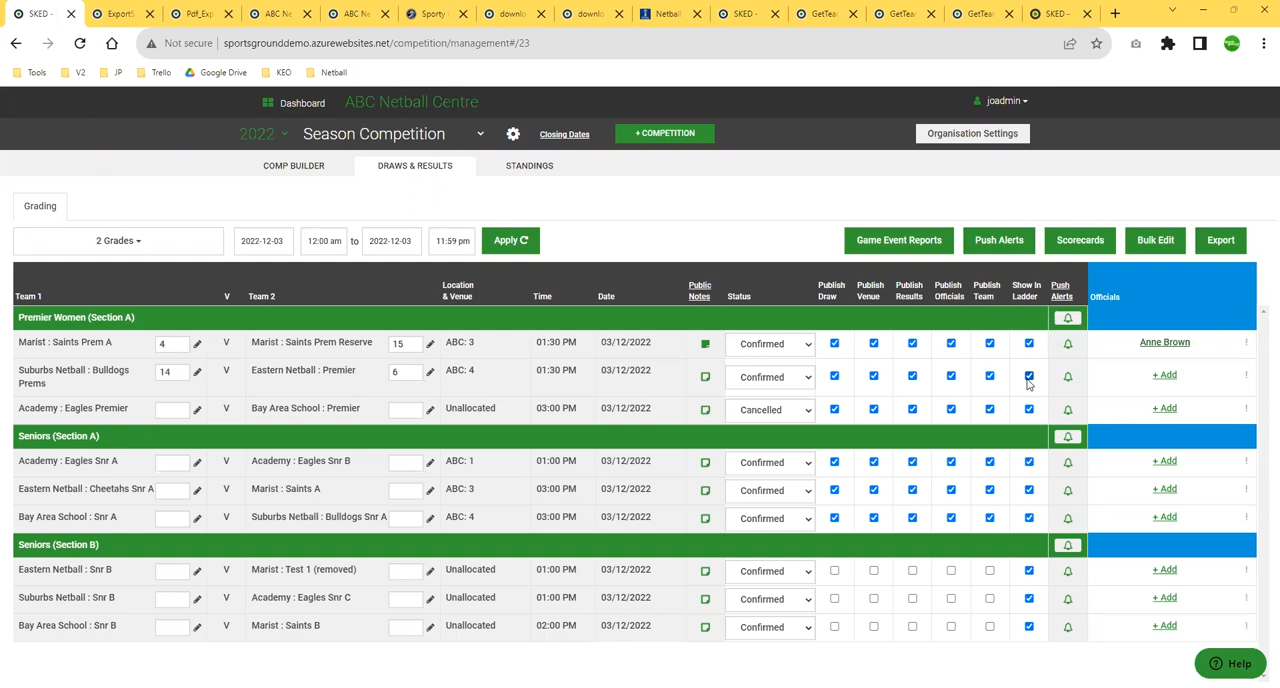 SKED -
ExportS
Pdf_Exp
ABC Ne
ABC Ne
Sporty
downlo
downlo
Netball
SKED -
GetTear
GetTear
GetTear
SKED -
Not secure | sportsgrounddemo.azurewebsites.net/competition/management#/23
Tools V2 JP Trello Google Drive KEO Netball
Dashboard ABC Netball Centre joadmin
2022 Season Competition Closing Dates + COMPETITION Organisation Settings
COMP BUILDER DRAWS & RESULTS STANDINGS
Grading
2 Grades 2022-12-03 12:00 am to 2022-12-03 11:59 pm Apply Game Event Reports Push Alerts Scorecards Bulk Edit Export
Team 1 V Team 2 Location & Venue Time Date Public Notes Status Publish Draw Publish Venue Publish Results Publish Officials Publish Team Show In Ladder Push Alerts Officials
Premier Women (Section A)
Marist : Saints Prem A 4 V Marist : Saints Prem Reserve 15 ABC: 3 01:30 PM 03/12/2022 Confirmed Anne Brown !
Suburbs Netball : Bulldogs Prems 14 V Eastern Netball : Premier 6 ABC: 4 01:30 PM 03/12/2022 Confirmed + Add !
Academy : Eagles Premier V Bay Area School : Premier Unallocated 03:00 PM 03/12/2022 Cancelled + Add !
Seniors (Section A)
Academy : Eagles Snr A V Academy : Eagles Snr B ABC: 1 01:00 PM 03/12/2022 Confirmed + Add !
Eastern Netball : Cheetahs Snr A V Marist : Saints A ABC: 3 03:00 PM 03/12/2022 Confirmed + Add !
Bay Area School : Snr A V Suburbs Netball : Bulldogs Snr A ABC: 4 03:00 PM 03/12/2022 Confirmed + Add !
Seniors (Section B)
Eastern Netball : Snr B V Marist : Test 1 (removed) Unallocated 01:00 PM 03/12/2022 Confirmed + Add !
Suburbs Netball : Snr B V Academy : Eagles Snr C Unallocated 01:00 PM 03/12/2022 Confirmed + Add !
Bay Area School : Snr B V Marist : Saints B Unallocated 02:00 PM 03/12/2022 Confirmed + Add !
Help